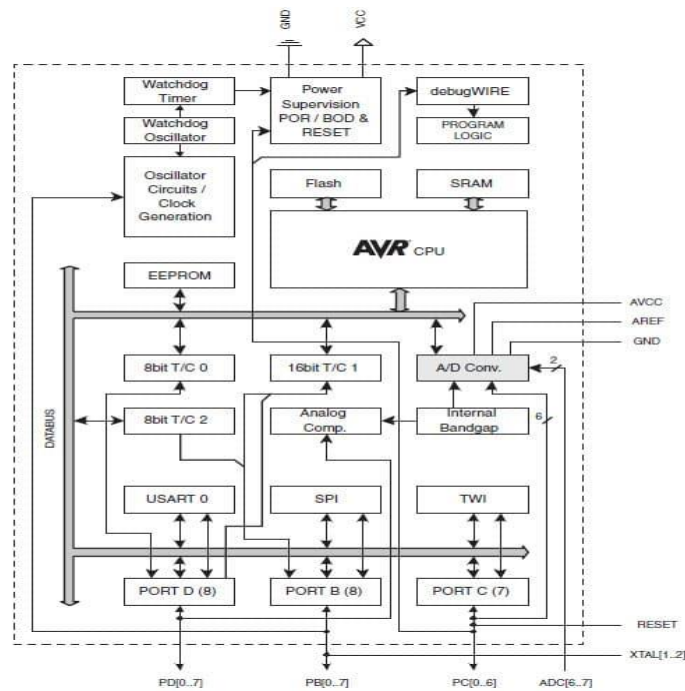 GND
VCC
Watchdog
Timer
Power
Supervision
POR / BOD &
RESET
debugWIRE
Watchdog
Oscillator
PROGRAM
LOGIC
Oscillator
Circuits /
Clock
Generation
Flash
SRAM
AVR CPU
EEPROM
AVCC
AREF
GND
8bit T/C 0
16bit T/C 1
A/D Conv.
2
8bit T/C 2
Analog
Comp.
Internal
Bandgap
6
DATABUS
USART 0
SPI
TWI
PORT D (8)
PORT B (8)
PORT C (7)
RESET
XTAL[1..2]
PD[0..7]
PB[0..7]
PC[0..6]
ADC[6..7]